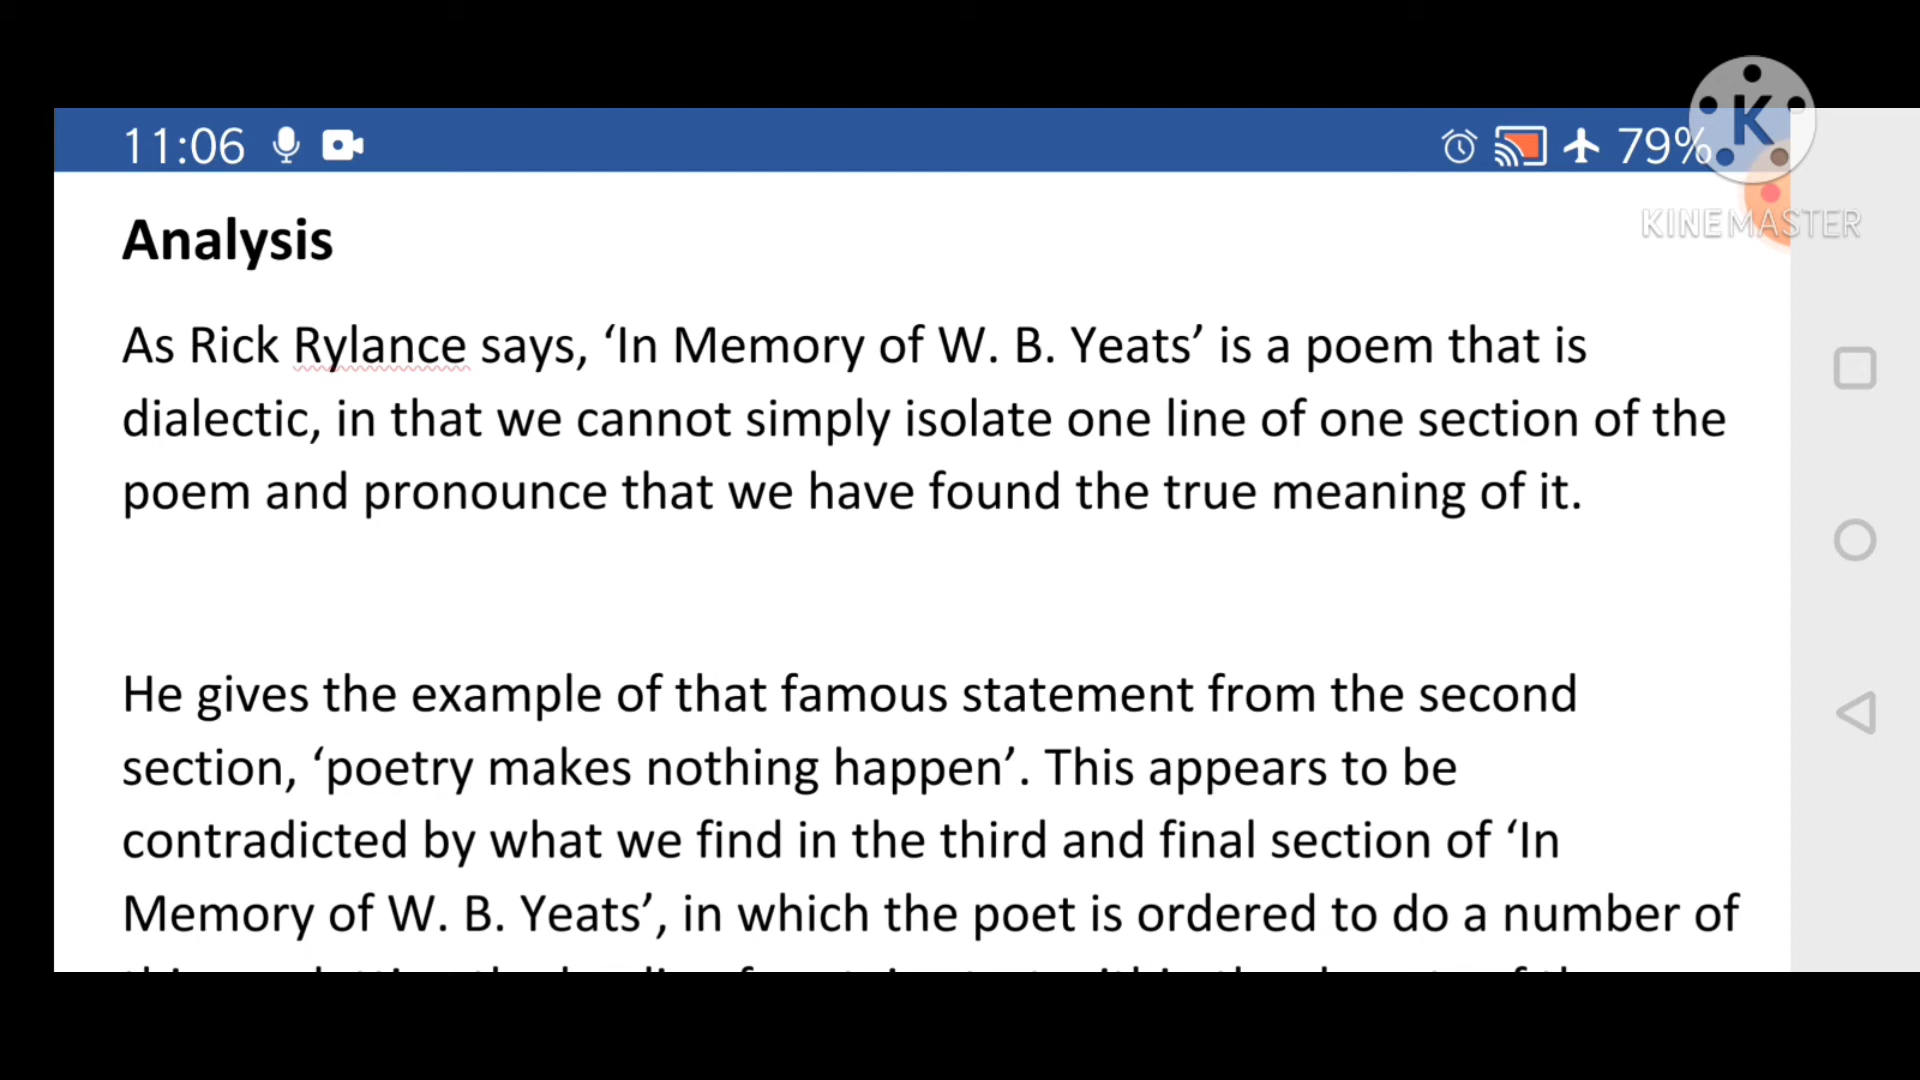 11:06
79%
K
KINEMASTER
Analysis
As Rick Rylance says, ‘In Memory of W. B. Yeats’ is a poem that is
dialectic, in that we cannot simply isolate one line of one section of the
poem and pronounce that we have found the true meaning of it.
He gives the example of that famous statement from the second
section, ‘poetry makes nothing happen’. This appears to be
contradicted by what we find in the third and final section of ‘In
Memory of W. B. Yeats’, in which the poet is ordered to do a number of